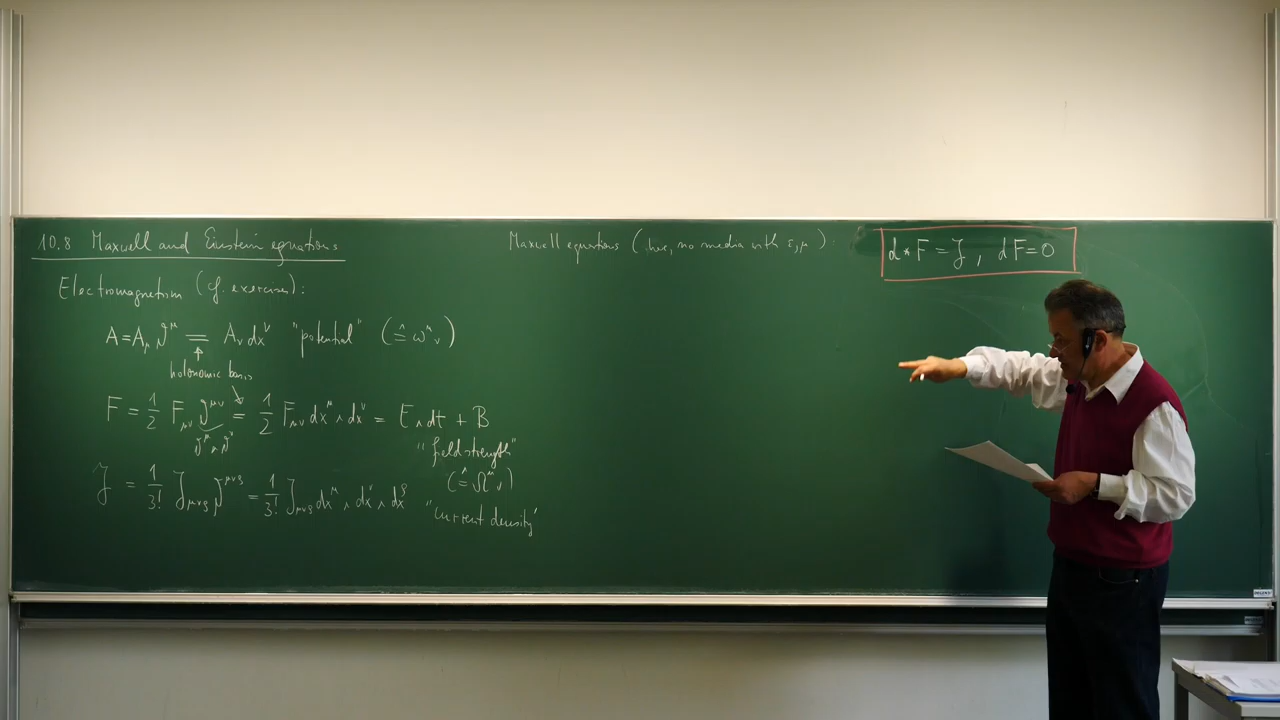 10.8 Maxwell and Einstein equations
Electromagnetism (cf. exercises):
A = A_μ ϑ^μ = A_ν dx^ν "potential" (≙ ω^μ_ν)
↑
holonomic basis
F = 1/2 F_μν ϑ^μν = 1/2 F_μν dx^μ ∧ dx^ν = E ∧ dt + B
ϑ^μ ∧ ϑ^ν
"field strength"
(≙ Ω^μ_ν)
J = 1/3! J_μνρ ϑ^μνρ = 1/3! J_μνρ dx^μ ∧ dx^ν ∧ dx^ρ "current density"
Maxwell equations (here, no media with ε, μ):
d * F = J, dF = 0